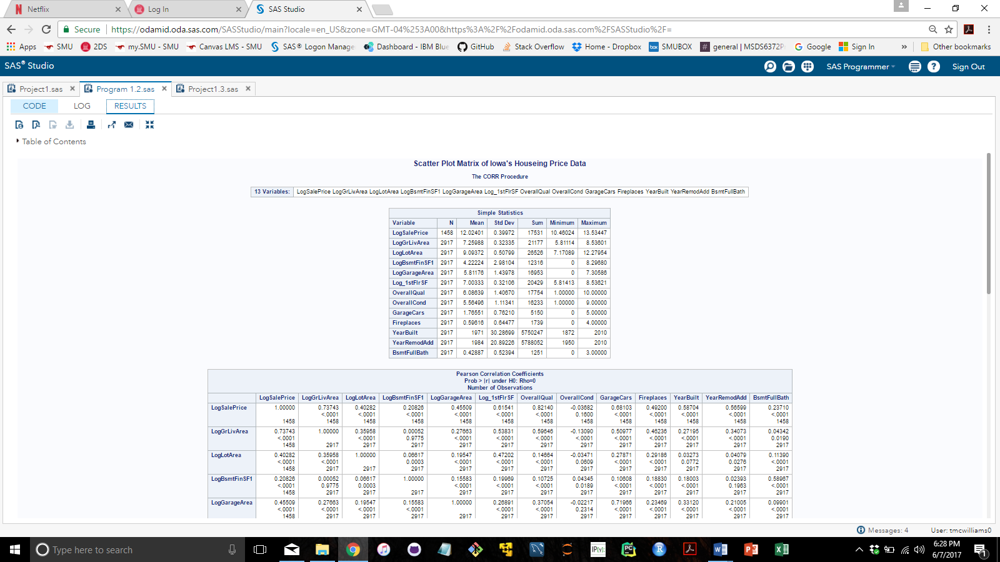 Netflix
Log In
SAS Studio
Secure | https://odamid.oda.sas.com/SASStudio/main?locale=en_US&zone=GMT-04%253A00&https%3A%2F%2Fodamid.oda.sas.com%2FSASStudio%2F=
Apps SMU 2DS my.SMU - SMU Canvas LMS - SMU SAS® Logon Manage Dashboard - IBM Blue GitHub Stack Overflow Home - Dropbox box SMUBOX # general | MSDS6372P Google Sign In » Other bookmarks
SAS® Studio SAS Programmer ? Sign Out
Project1.sas × Program 1.2.sas × Project1.3.sas ×
CODE LOG RESULTS
Table of Contents
Scatter Plot Matrix of Iowa's Houseing Price Data
The CORR Procedure
13 Variables: LogSalePrice LogGrLivArea LogLotArea LogBsmtFinSF1 LogGarageArea Log_1stFlrSF OverallQual OverallCond GarageCars Fireplaces YearBuilt YearRemodAdd BsmtFullBath
Simple Statistics
Variable N Mean Std Dev Sum Minimum Maximum
LogSalePrice 1458 12.02401 0.39972 17531 10.46024 13.53447
LogGrLivArea 2917 7.25988 0.32335 21177 5.81114 8.53601
LogLotArea 2917 9.09372 0.50799 26526 7.17089 12.27954
LogBsmtFinSF1 2917 4.22224 2.98104 12316 0 8.29680
LogGarageArea 2917 5.81176 1.43978 16953 0 7.30586
Log_1stFlrSF 2917 7.00333 0.32106 20429 5.81413 8.53621
OverallQual 2917 6.08639 1.40670 17754 1.00000 10.00000
OverallCond 2917 5.56496 1.11341 16233 1.00000 9.00000
GarageCars 2917 1.76551 0.76210 5150 0 5.00000
Fireplaces 2917 0.59616 0.64477 1739 0 4.00000
YearBuilt 2917 1971 30.28699 5750247 1872 2010
YearRemodAdd 2917 1984 20.89226 5788052 1950 2010
BsmtFullBath 2917 0.42887 0.52394 1251 0 3.00000
Pearson Correlation Coefficients
Prob > |r| under H0: Rho=0
Number of Observations
LogSalePrice LogGrLivArea LogLotArea LogBsmtFinSF1 LogGarageArea Log_1stFlrSF OverallQual OverallCond GarageCars Fireplaces YearBuilt YearRemodAdd BsmtFullBath
LogSalePrice 1.00000 0.73743 0.40282 0.20826 0.45509 0.61541 0.82140 -0.03682 0.68103 0.49200 0.58704 0.56599 0.23710
<.0001 <.0001 <.0001 <.0001 <.0001 <.0001 0.1600 <.0001 <.0001 <.0001 <.0001 <.0001
1458 1458 1458 1458 1458 1458 1458 1458 1458 1458 1458 1458 1458
LogGrLivArea 0.73743 1.00000 0.35958 0.00052 0.27663 0.53831 0.59646 -0.13090 0.50977 0.46236 0.27195 0.34073 0.04342
<.0001 <.0001 0.9775 <.0001 <.0001 <.0001 <.0001 <.0001 <.0001 <.0001 <.0001 0.0190
1458 2917 2917 2917 2917 2917 2917 2917 2917 2917 2917 2917 2917
LogLotArea 0.40282 0.35958 1.00000 0.06617 0.19547 0.47202 0.14664 -0.03471 0.27871 0.29186 0.03273 0.04079 0.11390
<.0001 <.0001 0.0003 <.0001 <.0001 <.0001 0.0609 <.0001 <.0001 0.0772 0.0276 <.0001
1458 2917 2917 2917 2917 2917 2917 2917 2917 2917 2917 2917 2917
LogBsmtFinSF1 0.20826 0.00052 0.06617 1.00000 0.15583 0.19969 0.10725 0.04345 0.10608 0.18830 0.18003 0.02393 0.58967
<.0001 0.9775 0.0003 <.0001 <.0001 <.0001 0.0189 <.0001 <.0001 <.0001 0.1963 <.0001
1458 2917 2917 2917 2917 2917 2917 2917 2917 2917 2917 2917 2917
LogGarageArea 0.45509 0.27663 0.19547 0.15583 1.00000 0.26891 0.37054 -0.02217 0.71966 0.23469 0.33120 0.21005 0.09901
<.0001 <.0001 <.0001 <.0001 <.0001 <.0001 0.2314 <.0001 <.0001 <.0001 <.0001 <.0001
1458 2917 2917 2917 2917 2917 2917 2917 2917 2917 2917 2917 2917
Messages: 4 User: tmcwilliams0
Type here to search
IP[y]: PC R W P X
6:28 PM
6/7/2017
1